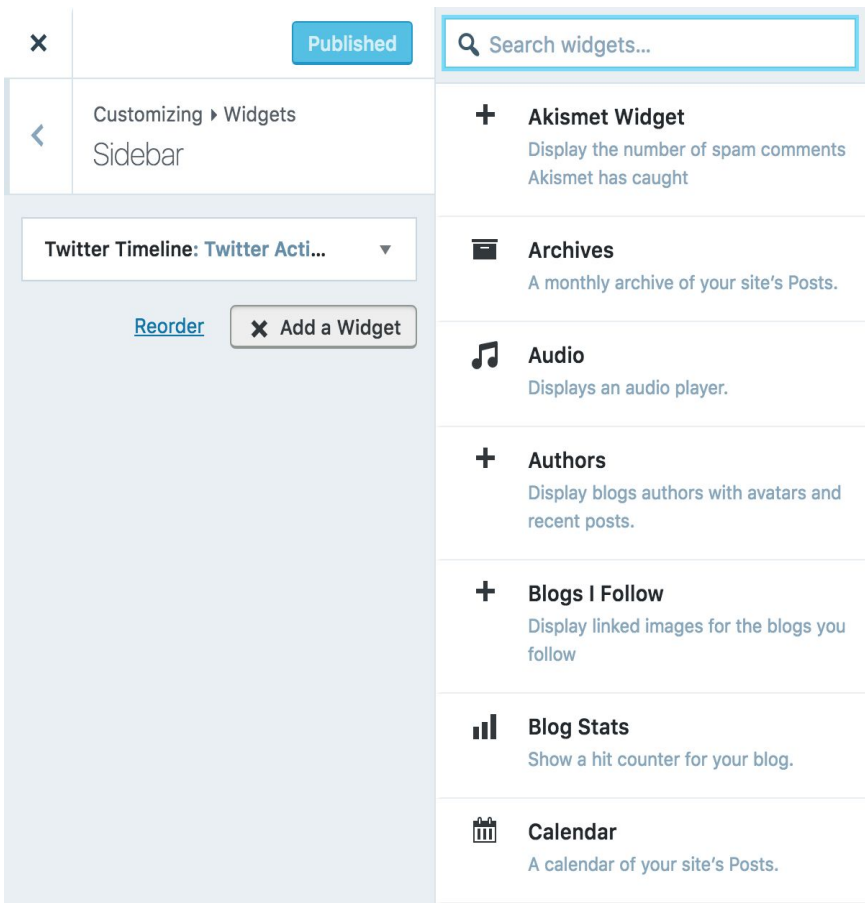 Published
Customizing ▸ Widgets
Sidebar
Twitter Timeline: Twitter Acti...
Reorder
Add a Widget
Search widgets...
Akismet Widget
Display the number of spam comments
Akismet has caught
Archives
A monthly archive of your site's Posts.
Audio
Displays an audio player.
Authors
Display blogs authors with avatars and
recent posts.
Blogs I Follow
Display linked images for the blogs you
follow
Blog Stats
Show a hit counter for your blog.
Calendar
A calendar of your site's Posts.